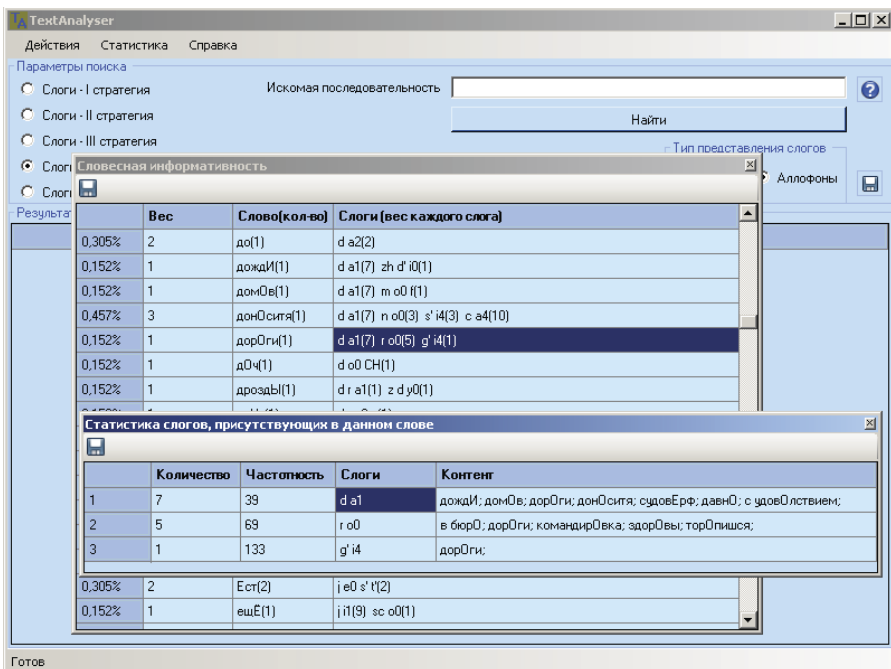 TextAnalyser
Действия Статистика Справка
Параметры поиска
Слоги - I стратегия
Искомая последовательность
Слоги - II стратегия
Найти
Слоги - III стратегия
Тип представления слогов
Аллофоны
Словесная информативность
Вес Слово(кол-во) Слоги (вес каждого слога)
0,305% 2 до(1) d a2(2)
0,152% 1 дождИ(1) d a1(7) zh d' i0(1)
0,152% 1 домОв(1) d a1(7) m o0 f(1)
0,457% 3 донОситя(1) d a1(7) n o0(3) s' i4(3) c a4(10)
0,152% 1 дорОги(1) d a1(7) r o0(5) g' i4(1)
0,152% 1 дОч(1) d o0 CH(1)
0,152% 1 дроздЫ(1) d r a1(1) z d y0(1)
Статистика слогов, присутствующих в данном слове
Количество Частотность Слоги Контент
1 7 39 d a1 дождИ; домОв; дорОги; донОситя; судовЕрф; давнО; с удовОлствием;
2 5 69 r o0 в бюрО; дорОги; командирОвка; здорОвы; торОпишся;
3 1 133 g' i4 дорОги;
0,305% 2 Ест(2) j e0 s' t'(2)
0,152% 1 ещЁ(1) j i1(9) sc o0(1)
Готов